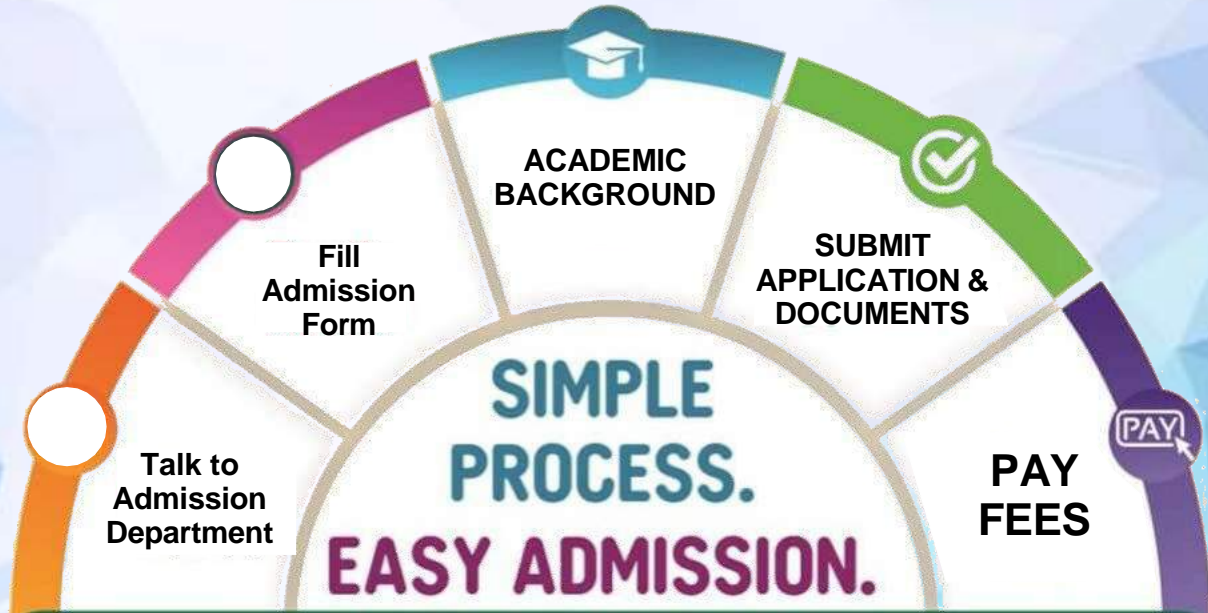 Talk to
Admission
Department
Fill
Admission
Form
ACADEMIC
BACKGROUND
SUBMIT
APPLICATION &
DOCUMENTS
PAY
FEES
PAY
SIMPLE
PROCESS.
EASY ADMISSION.